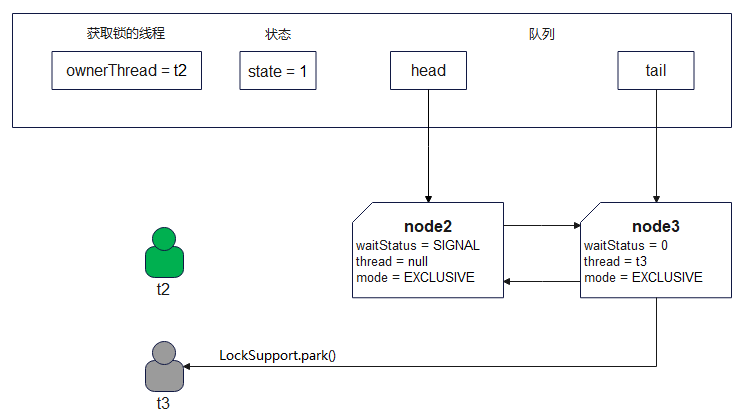 获取锁的线程
状态
队列
ownerThread = t2
state = 1
head
tail
node2
waitStatus = SIGNAL
thread = null
mode = EXCLUSIVE
node3
waitStatus = 0
thread = t3
mode = EXCLUSIVE
t2
LockSupport.park()
t3